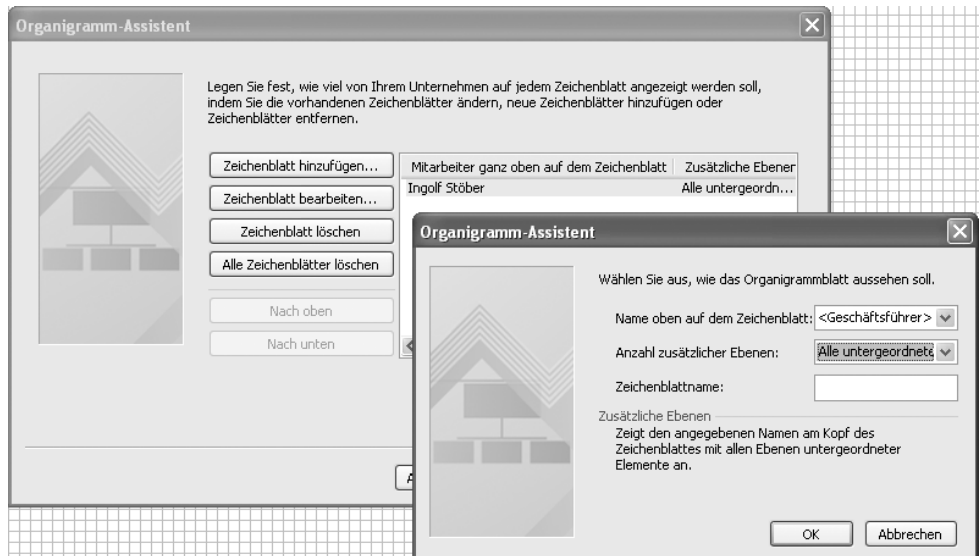 Organigramm-Assistent
Legen Sie fest, wie viel von Ihrem Unternehmen auf jedem Zeichenblatt angezeigt werden soll,
indem Sie die vorhandenen Zeichenblätter ändern, neue Zeichenblätter hinzufügen oder
Zeichenblätter entfernen.
Zeichenblatt hinzufügen...
Zeichenblatt bearbeiten...
Zeichenblatt löschen
Alle Zeichenblätter löschen
Nach oben
Nach unten
Mitarbeiter ganz oben auf dem Zeichenblatt Zusätzliche Ebenen
Ingolf Stöber Alle untergeordn...
Organigramm-Assistent
Wählen Sie aus, wie das Organigrammblatt aussehen soll.
Name oben auf dem Zeichenblatt: <Geschäftsführer>
Anzahl zusätzlicher Ebenen: Alle untergeordnete
Zeichenblattname:
Zusätzliche Ebenen
Zeigt den angegebenen Namen am Kopf des
Zeichenblattes mit allen Ebenen untergeordneter
Elemente an.
OK Abbrechen